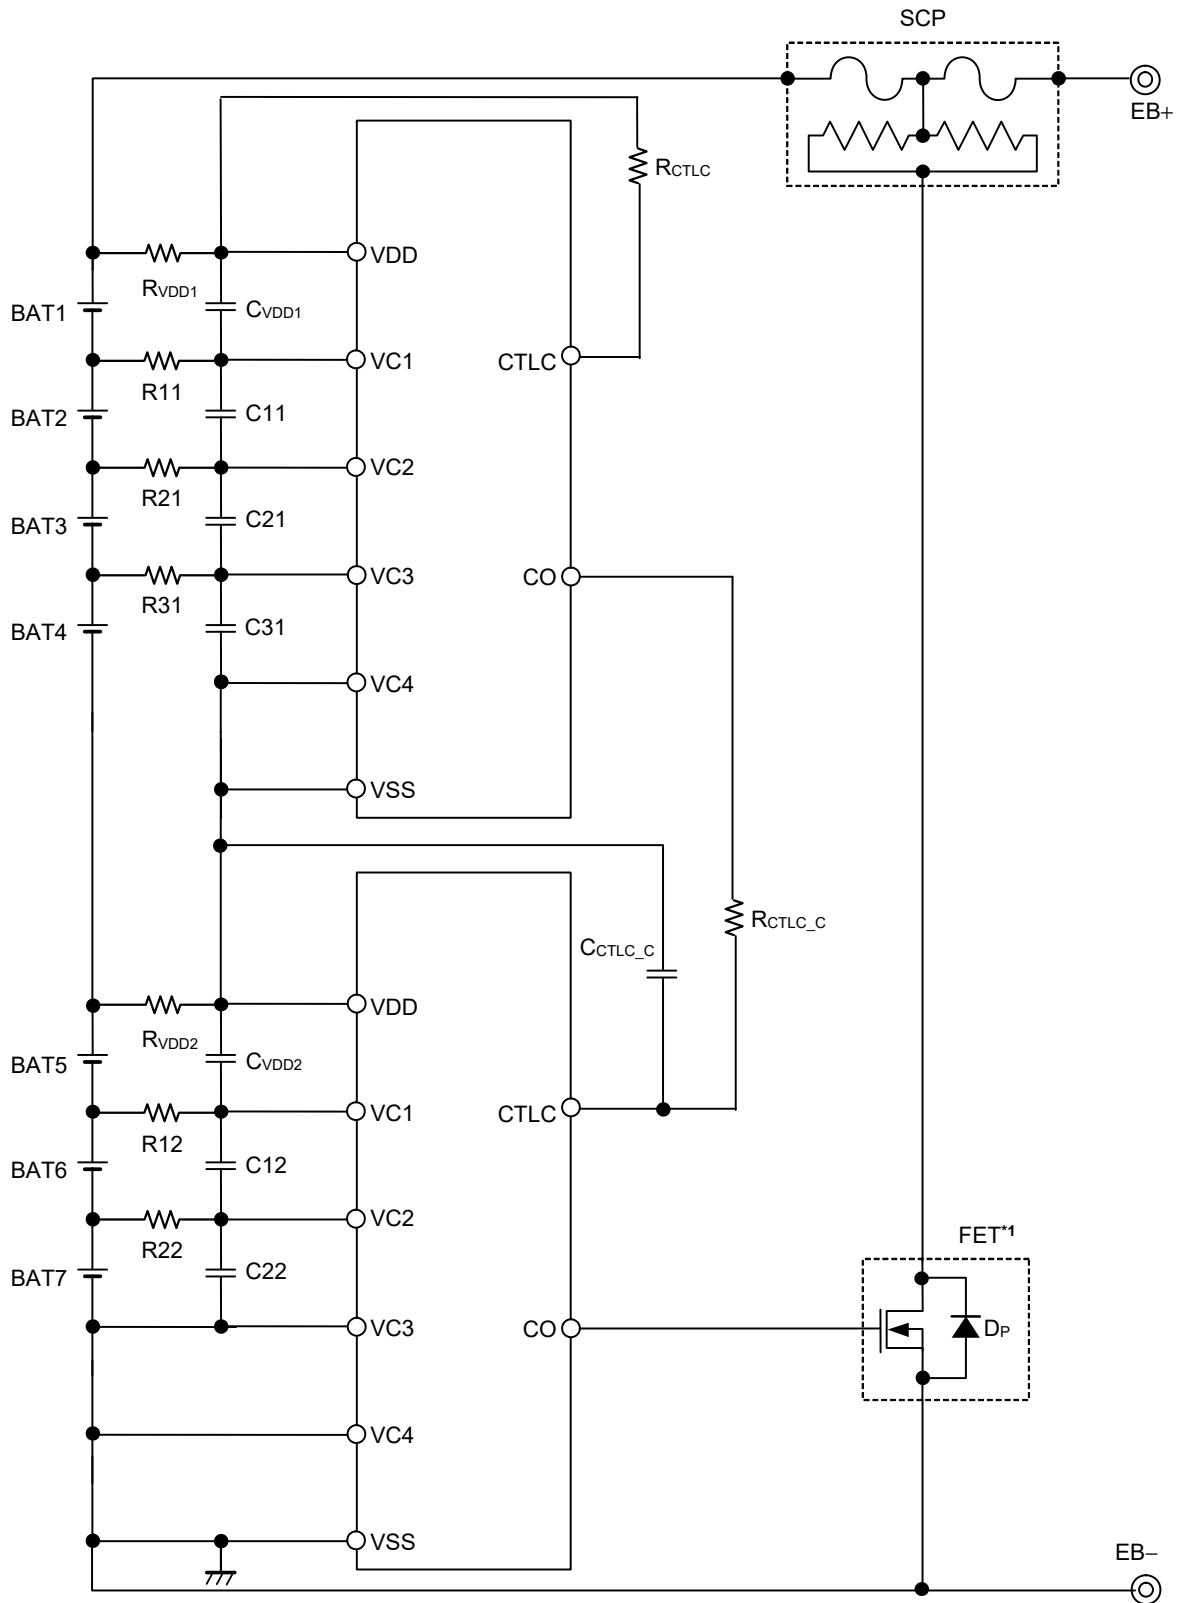 SCP
EB+
RCTLC
VDD
RVDD1
BAT1
CVDD1
VC1
CTLC
R11
BAT2
C11
VC2
R21
BAT3
C21
VC3
CO
R31
BAT4
C31
VC4
VSS
RCTLC_C
CCTLC_C
VDD
RVDD2
BAT5
CVDD2
VC1
CTLC
R12
BAT6
C12
VC2
FET*1
R22
BAT7
C22
VC3
CO
DP
VC4
VSS
EB−